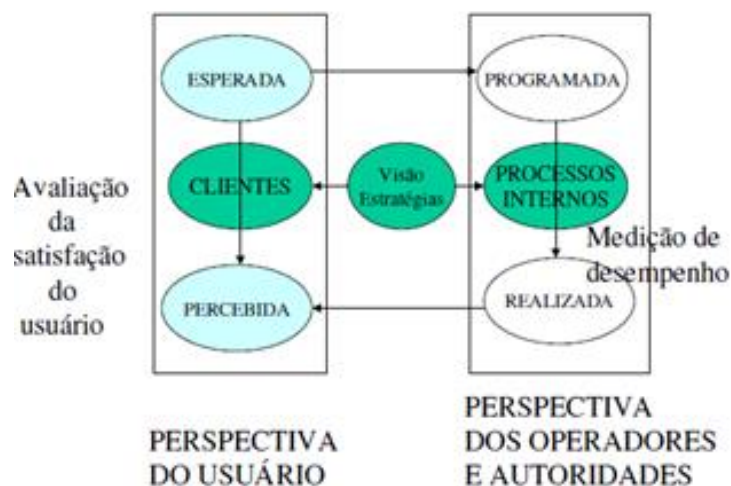 ESPERADA
PROGRAMADA
CLIENTES
Visão
Estratégias
PROCESSOS
INTERNOS
Avaliação
da
satisfação
do
usuário
Medição de
desempenho
PERCEBIDA
REALIZADA
PERSPECTIVA
DO USUÁRIO
PERSPECTIVA
DOS OPERADORES
E AUTORIDADES